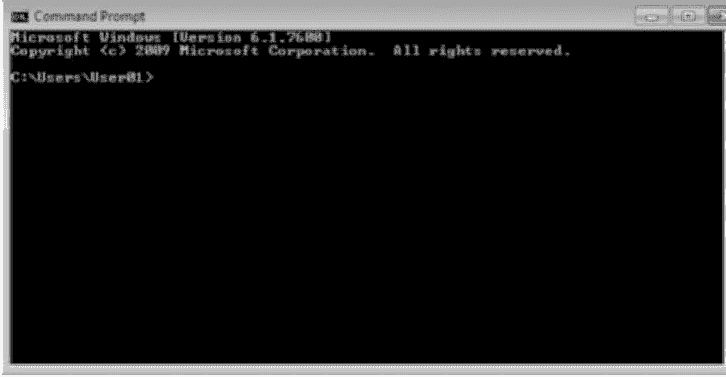 Command Prompt
Microsoft Windows [Version 6.1.7600]
Copyright (c) 2009 Microsoft Corporation.  All rights reserved.
C:\Users\User01>